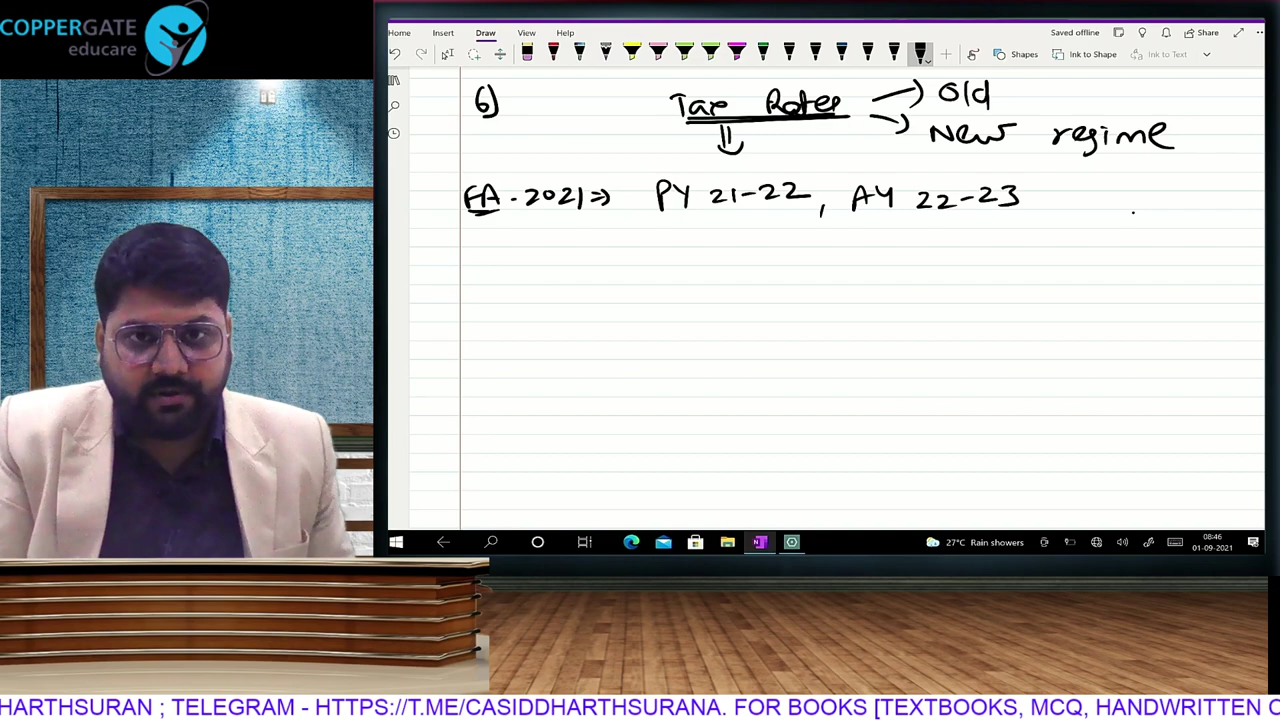 COPPERGATE
educare
Home Insert Draw View Help
Saved offline
Share
Shapes
Ink to Shape
Ink to Text
6)
Tax Rates → Old
→ New regime
FA. 2021 ⇒ PY 21-22, AY 22-23
27°C Rain showers
08:46
01-09-2021
HARTHSURAN ; TELEGRAM - HTTPS://T.ME/CASIDDHARTHSURANA. FOR BOOKS [TEXTBOOKS, MCQ, HANDWRITTEN C